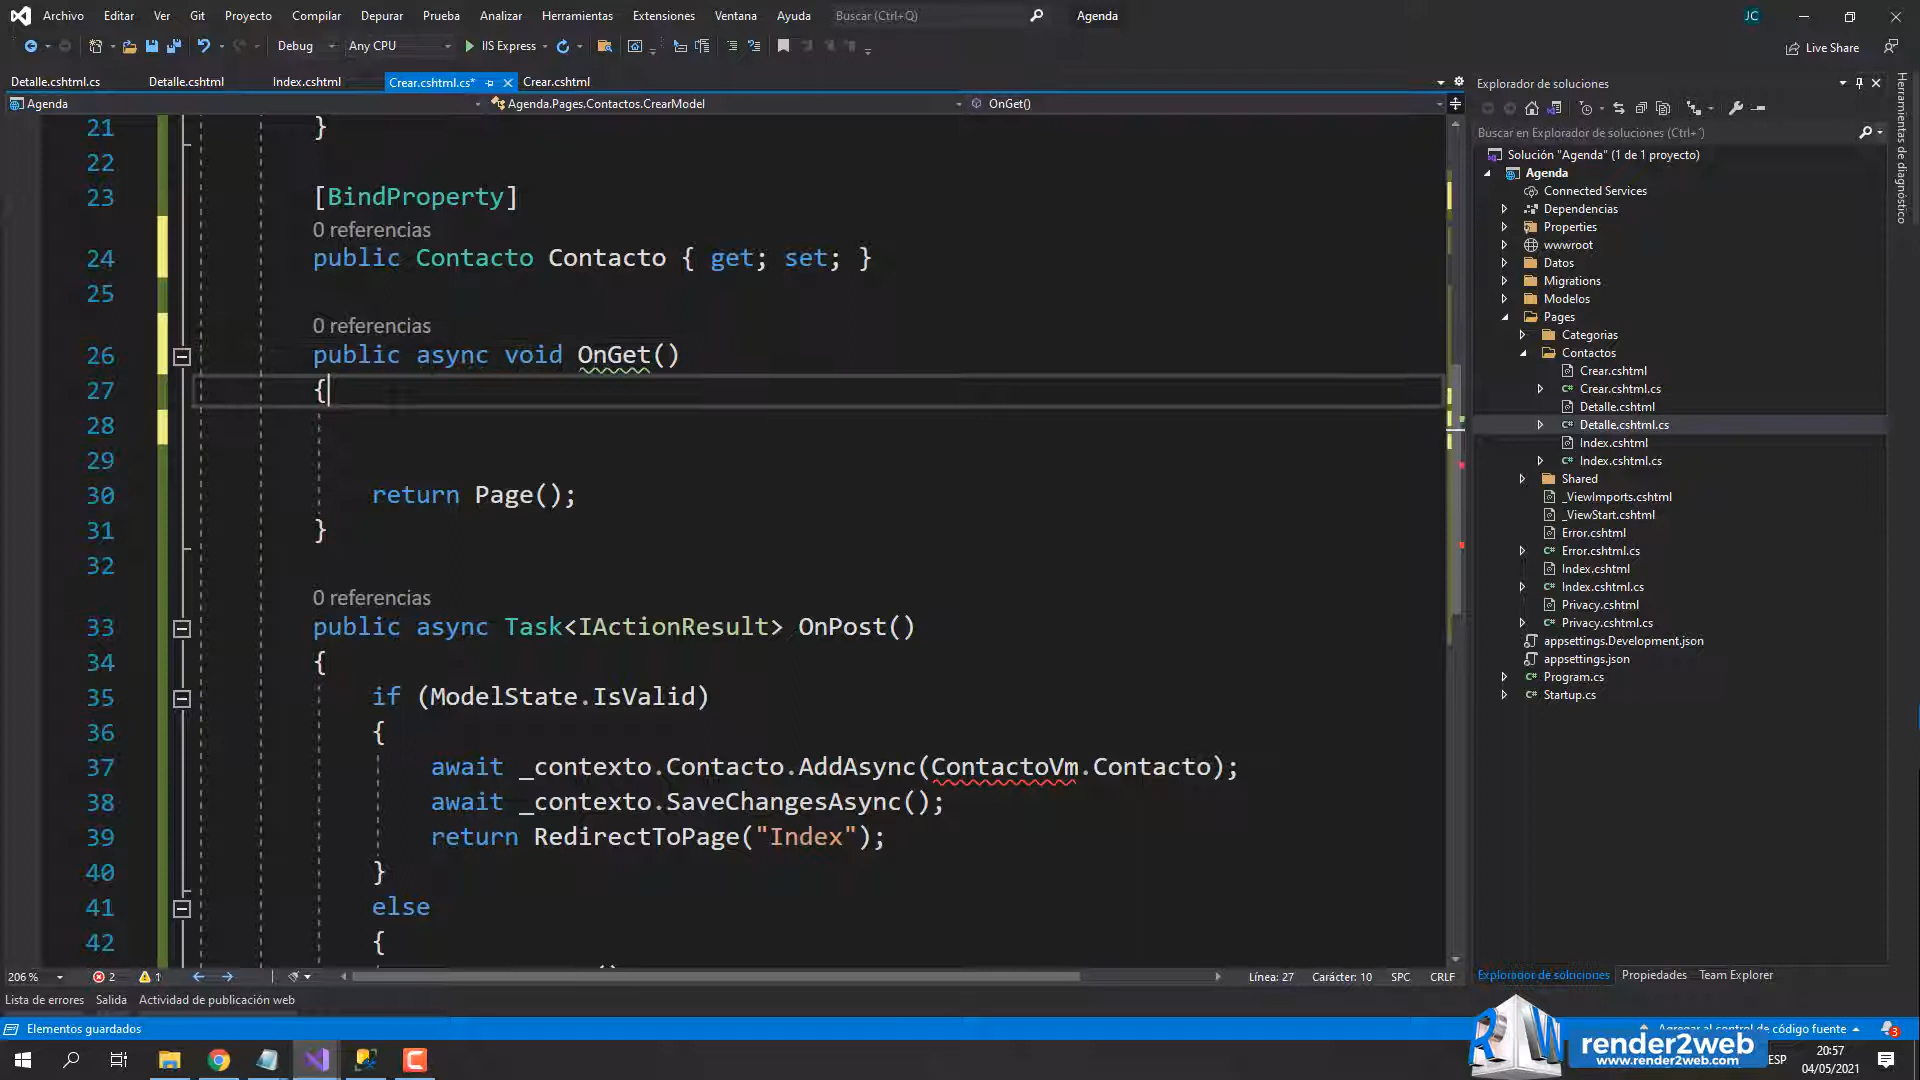 Archivo Editar Ver Git Proyecto Compilar Depurar Prueba Analizar Herramientas Extensiones Ventana Ayuda Buscar (Ctrl+Q) Agenda JC
Debug Any CPU IIS Express Live Share
Detalle.cshtml.cs Detalle.cshtml Index.cshtml Crear.cshtml.cs* Crear.cshtml
Agenda Agenda.Pages.Contactos.CrearModel OnGet()
21 }
22
23 [BindProperty]
0 referencias
24 public Contacto Contacto { get; set; }
25
0 referencias
26 public async void OnGet()
27 {
28
29
30 return Page();
31 }
32
0 referencias
33 public async Task<IActionResult> OnPost()
34 {
35 if (ModelState.IsValid)
36 {
37 await _contexto.Contacto.AddAsync(ContactoVm.Contacto);
38 await _contexto.SaveChangesAsync();
39 return RedirectToPage("Index");
40 }
41 else
42 {
206 % 2 1 Línea: 27 Carácter: 10 SPC CRLF
Lista de errores Salida Actividad de publicación web
Elementos guardados
Explorador de soluciones
Buscar en Explorador de soluciones (Ctrl+´)
Solución "Agenda" (1 de 1 proyecto)
Agenda
Connected Services
Dependencias
Properties
wwwroot
Datos
Migrations
Modelos
Pages
Categorias
Contactos
Crear.cshtml
C# Crear.cshtml.cs
Detalle.cshtml
C# Detalle.cshtml.cs
Index.cshtml
C# Index.cshtml.cs
Shared
_ViewImports.cshtml
_ViewStart.cshtml
Error.cshtml
C# Error.cshtml.cs
Index.cshtml
C# Index.cshtml.cs
Privacy.cshtml
C# Privacy.cshtml.cs
appsettings.Development.json
appsettings.json
C# Program.cs
C# Startup.cs
Explorador de soluciones Propiedades Team Explorer
Herramientas de diagnóstico
Agregar al control de código fuente 3
RW render2web
www.render2web.com
ESP
20:57
04/05/2021